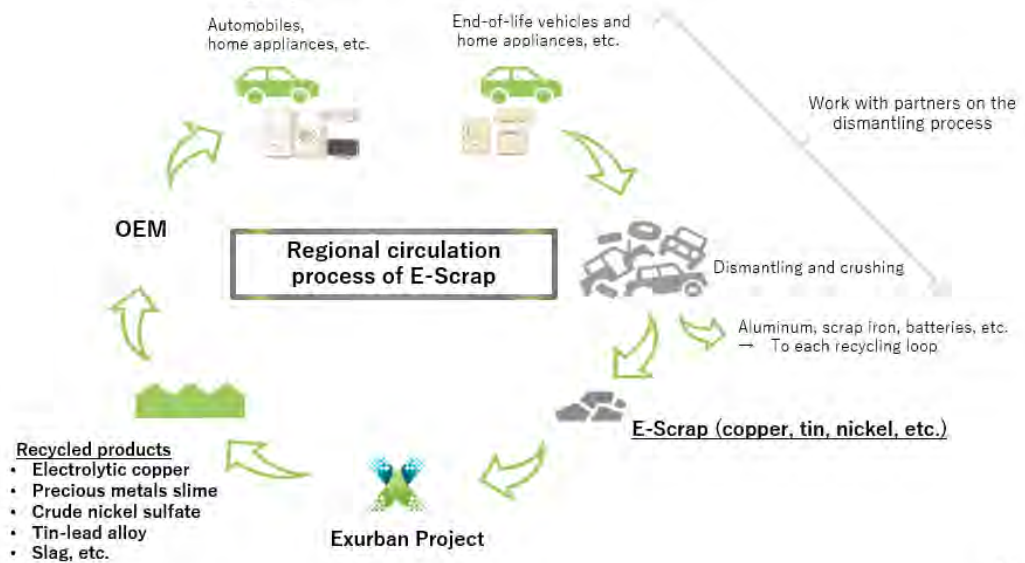 Automobiles,
home appliances, etc.
End-of-life vehicles and
home appliances, etc.
Work with partners on the
dismantling process
OEM
Regional circulation
process of E-Scrap
Dismantling and crushing
Aluminum, scrap iron, batteries, etc.
→ To each recycling loop
E-Scrap (copper, tin, nickel, etc.)
Recycled products
• Electrolytic copper
• Precious metals slime
• Crude nickel sulfate
• Tin-lead alloy
• Slag, etc.
Exurban Project